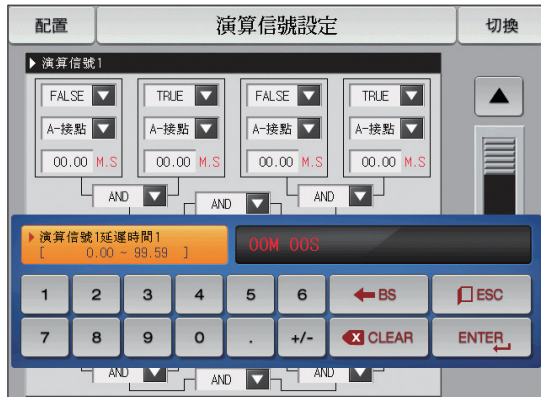 配置 演算信號設定 切換
演算信號1
FALSE TRUE FALSE TRUE
A-接點 A-接點 A-接點 A-接點
00.00 M.S 00.00 M.S 00.00 M.S 00.00 M.S
AND AND AND
演算信號1延遲時間1 00M 00S
[ 0.00 ~ 99.59 ]
1 2 3 4 5 6 BS ESC
7 8 9 0 . +/- X CLEAR ENTER
AND AND AND